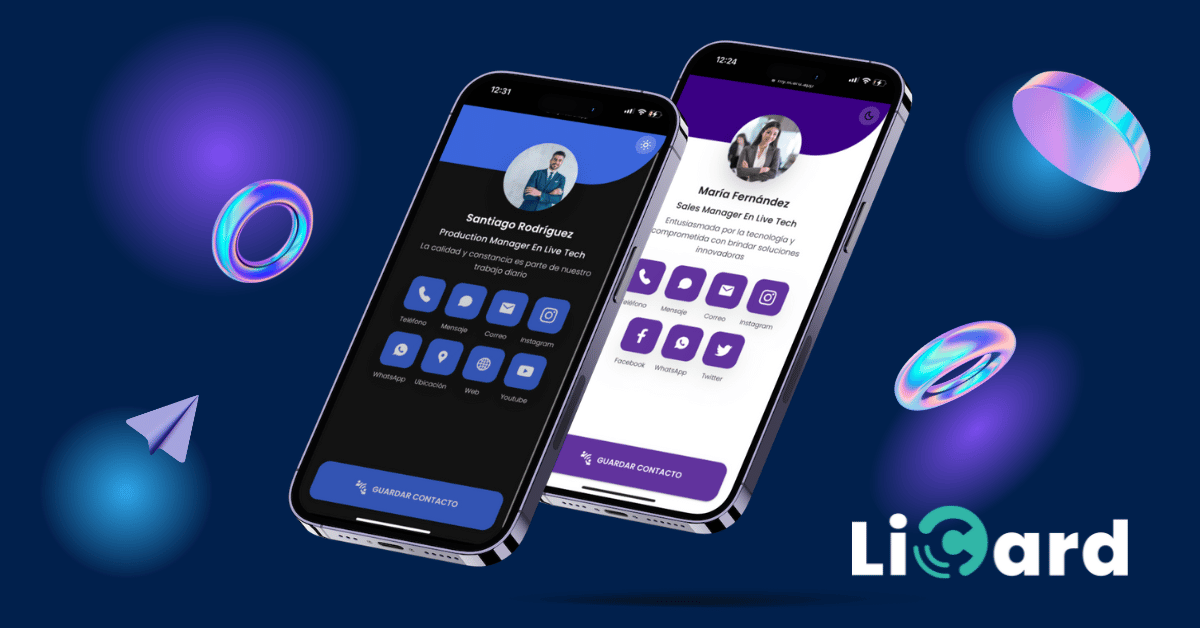 12:31
Santiago Rodríguez
Production Manager En Live Tech
La calidad y constancia es parte de nuestro
trabajo diario
Teléfono Mensaje Correo Instagram
WhatsApp Ubicación Web Youtube
GUARDAR CONTACTO
12:24
María Fernández
Sales Manager En Live Tech
Entusiasmada por la tecnología y
comprometida con brindar soluciones
innovadoras
Teléfono Mensaje Correo Instagram
Facebook WhatsApp Twitter
GUARDAR CONTACTO
LiCard